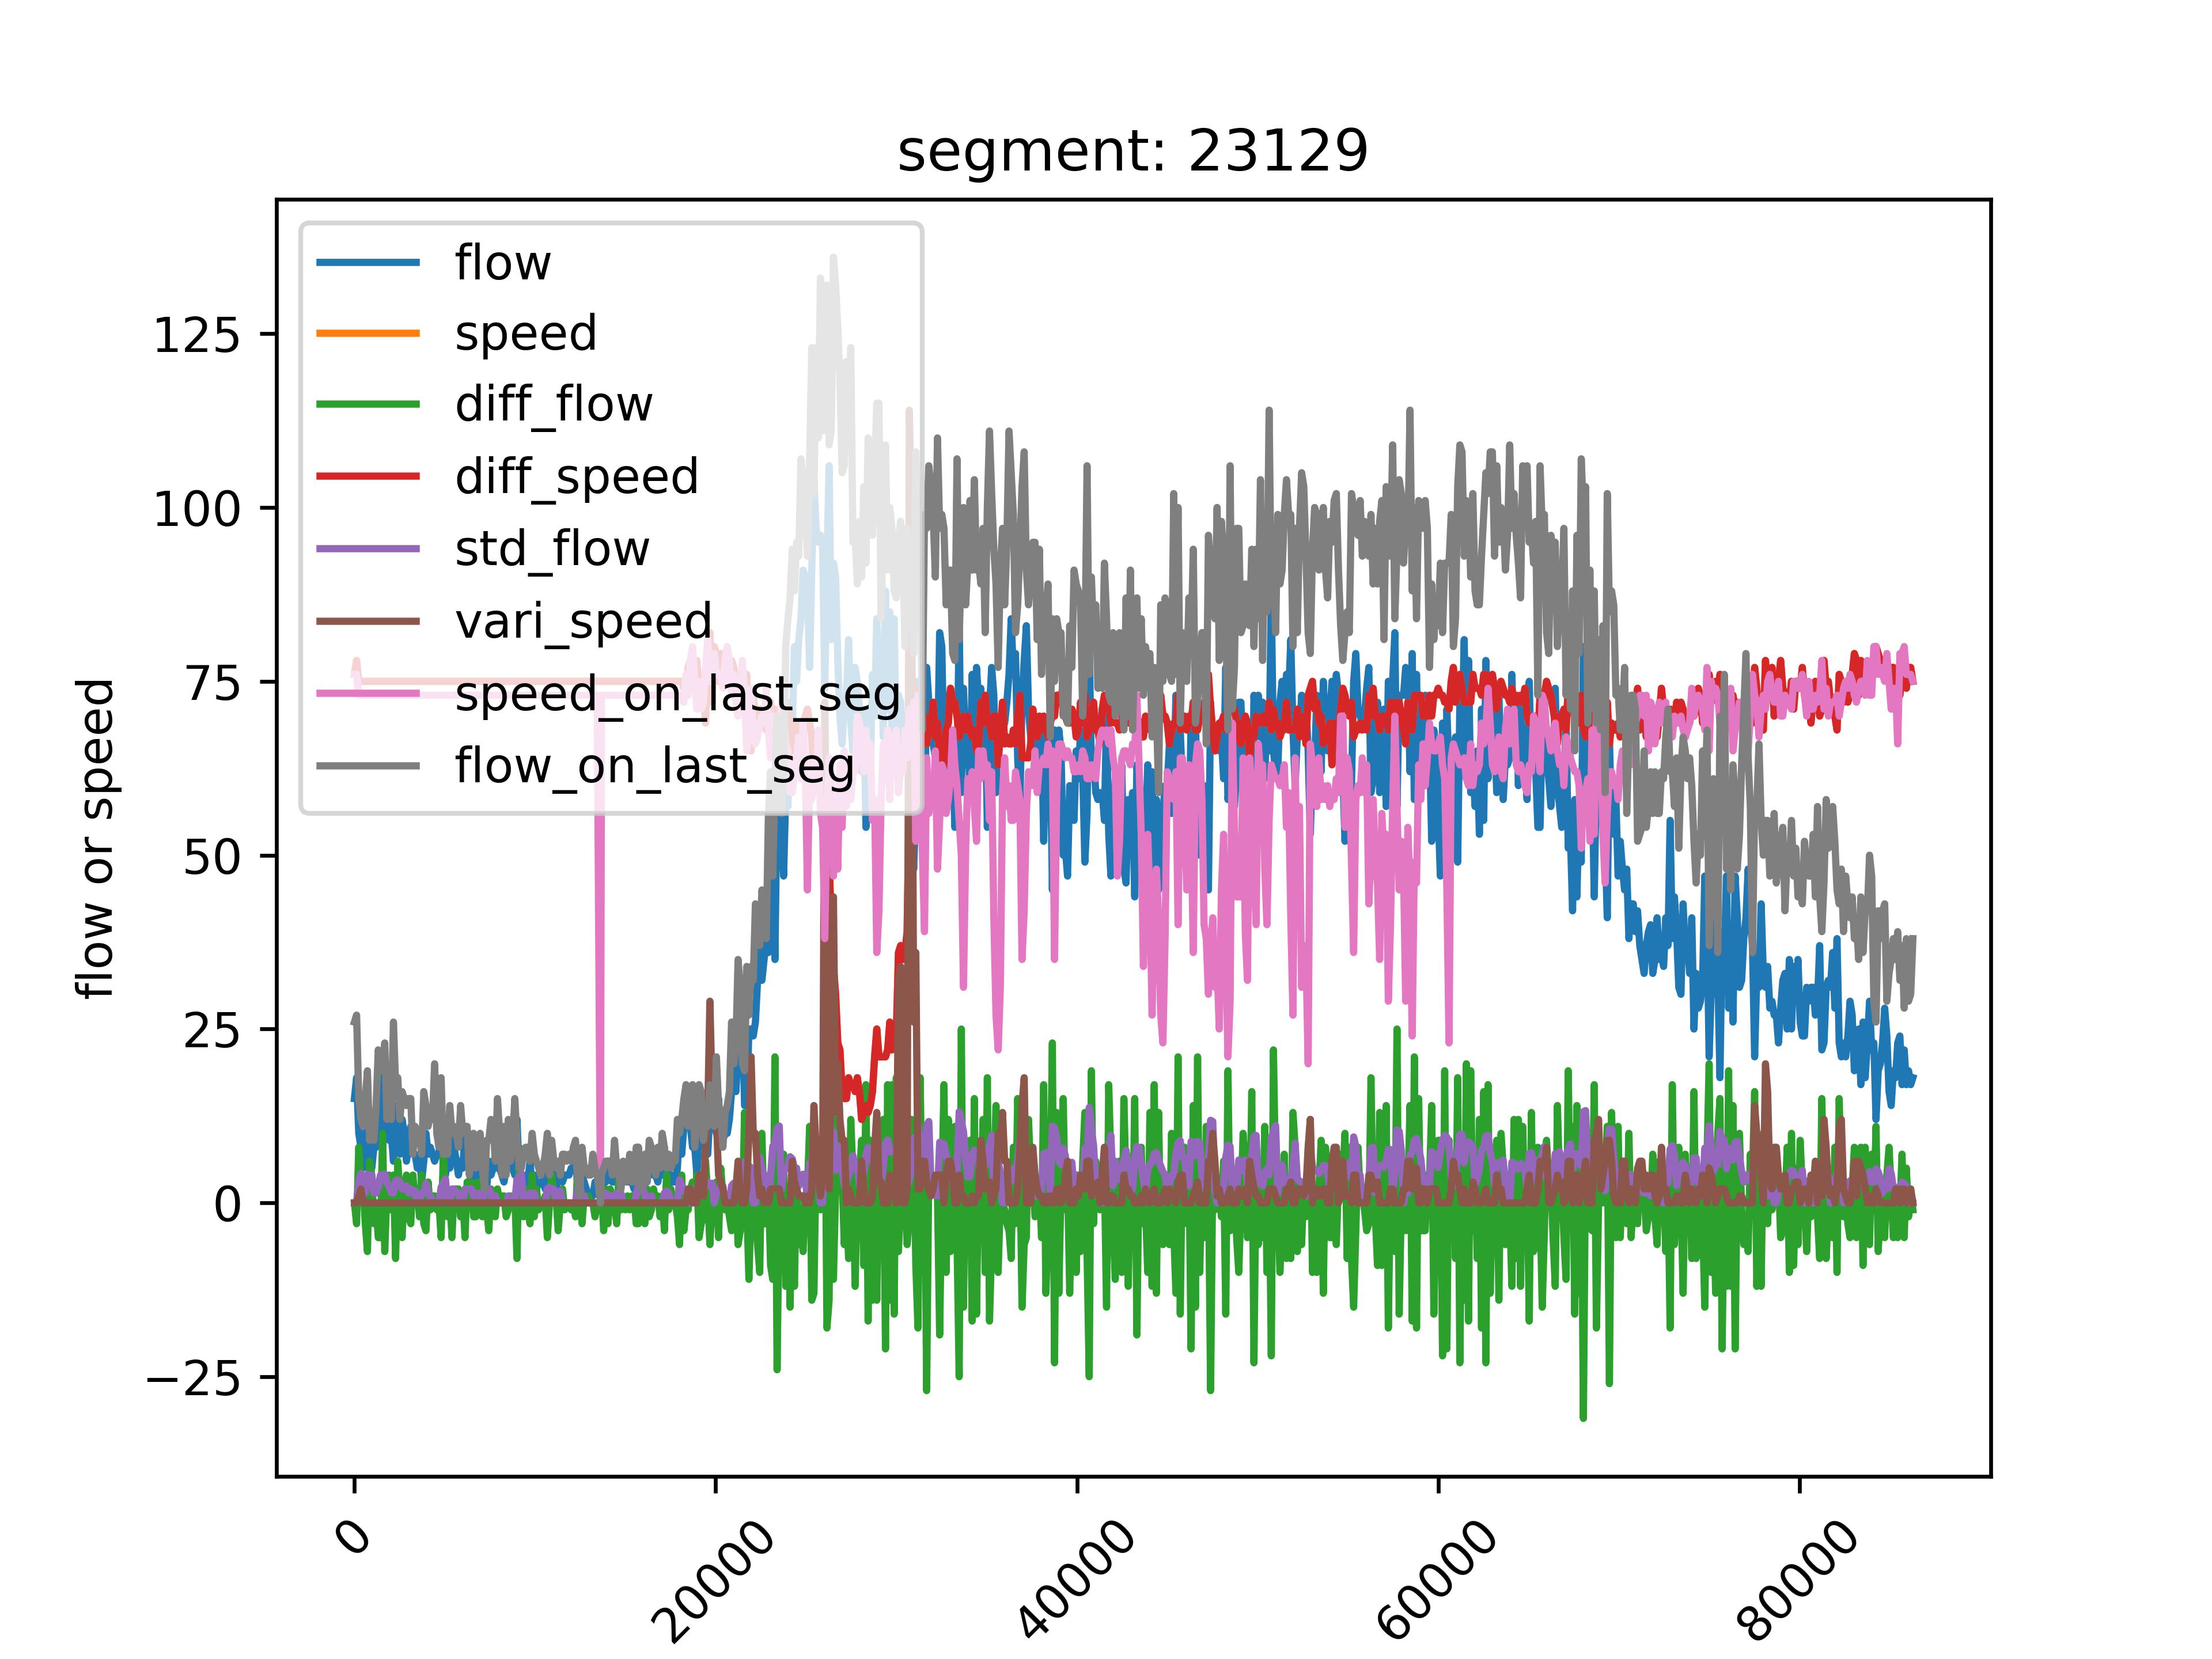 segment: 23129
flow
speed
diff_flow
diff_speed
std_flow
vari_speed
speed_on_last_seg
flow_on_last_seg
flow or speed
125
100
75
50
25
0
−25
0
20000
40000
60000
80000